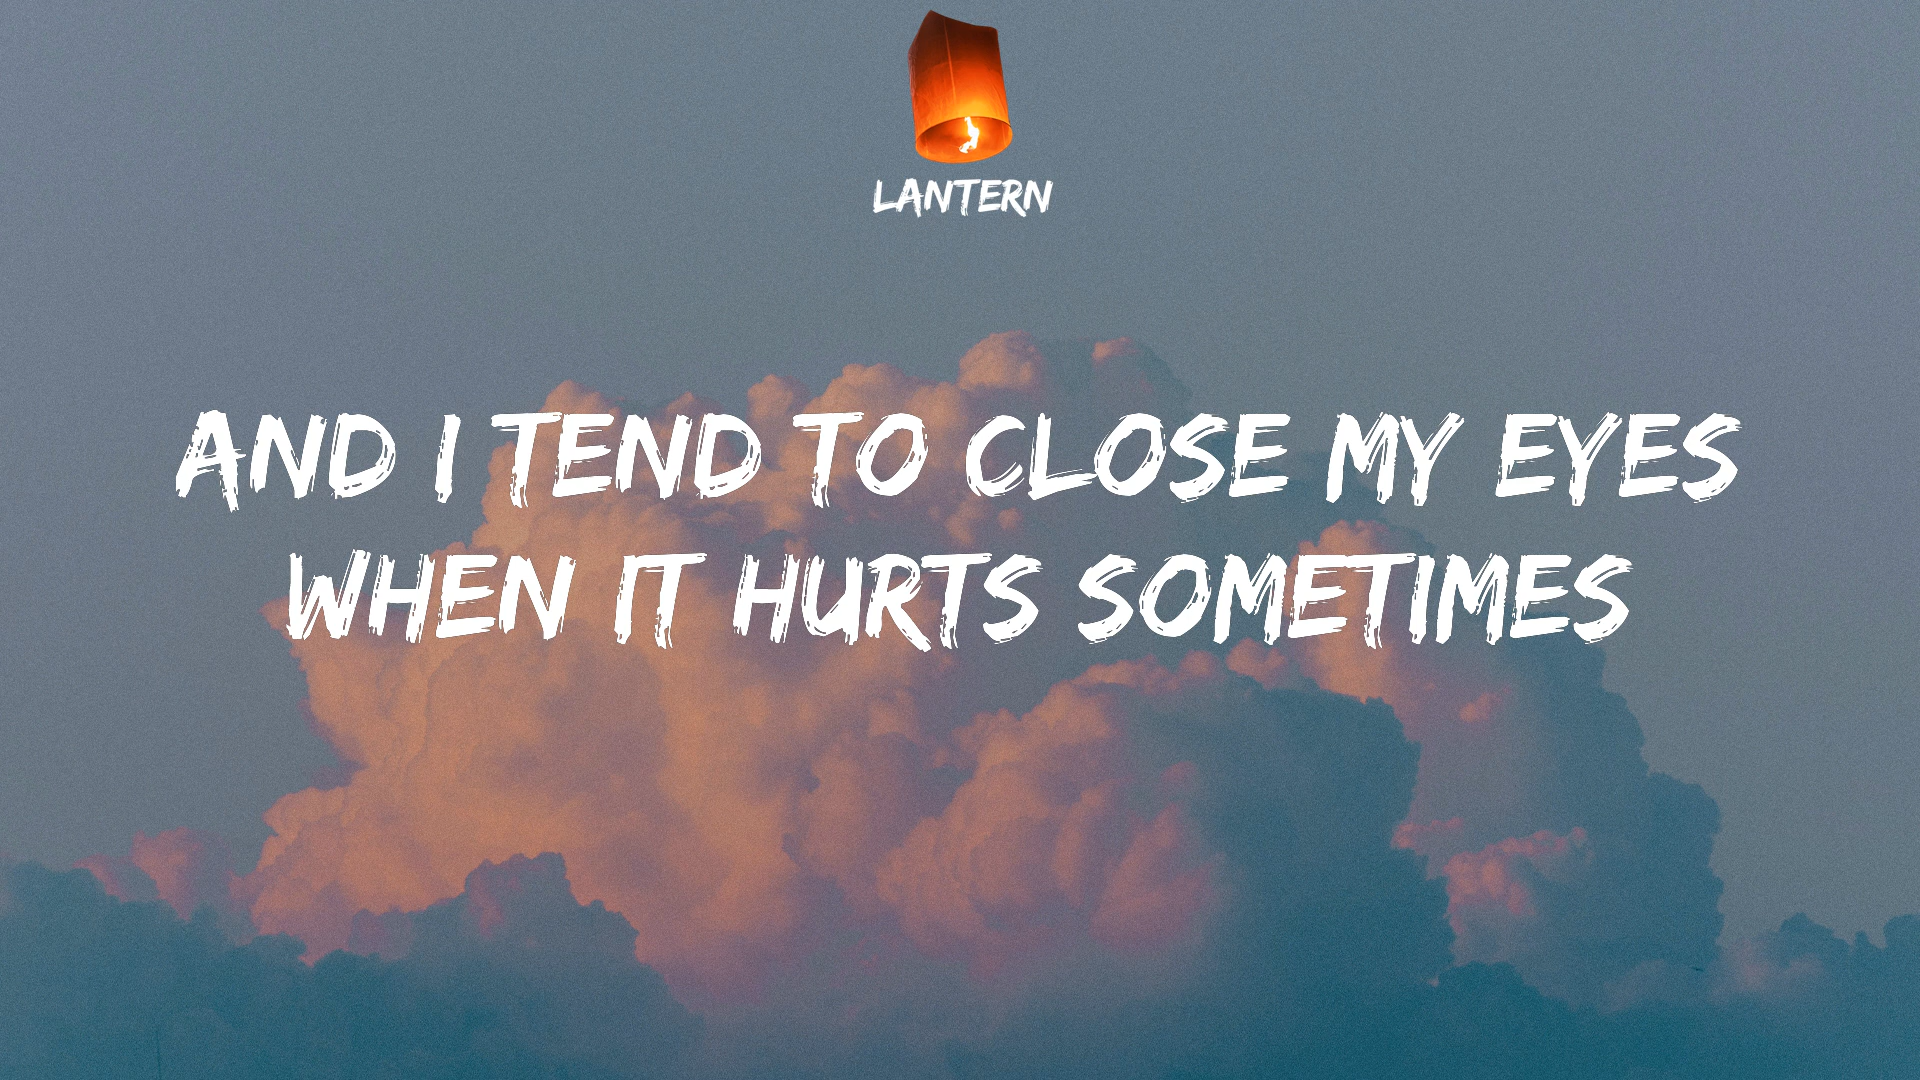 LANTERN
AND I TEND TO CLOSE MY EYES
WHEN IT HURTS SOMETIMES